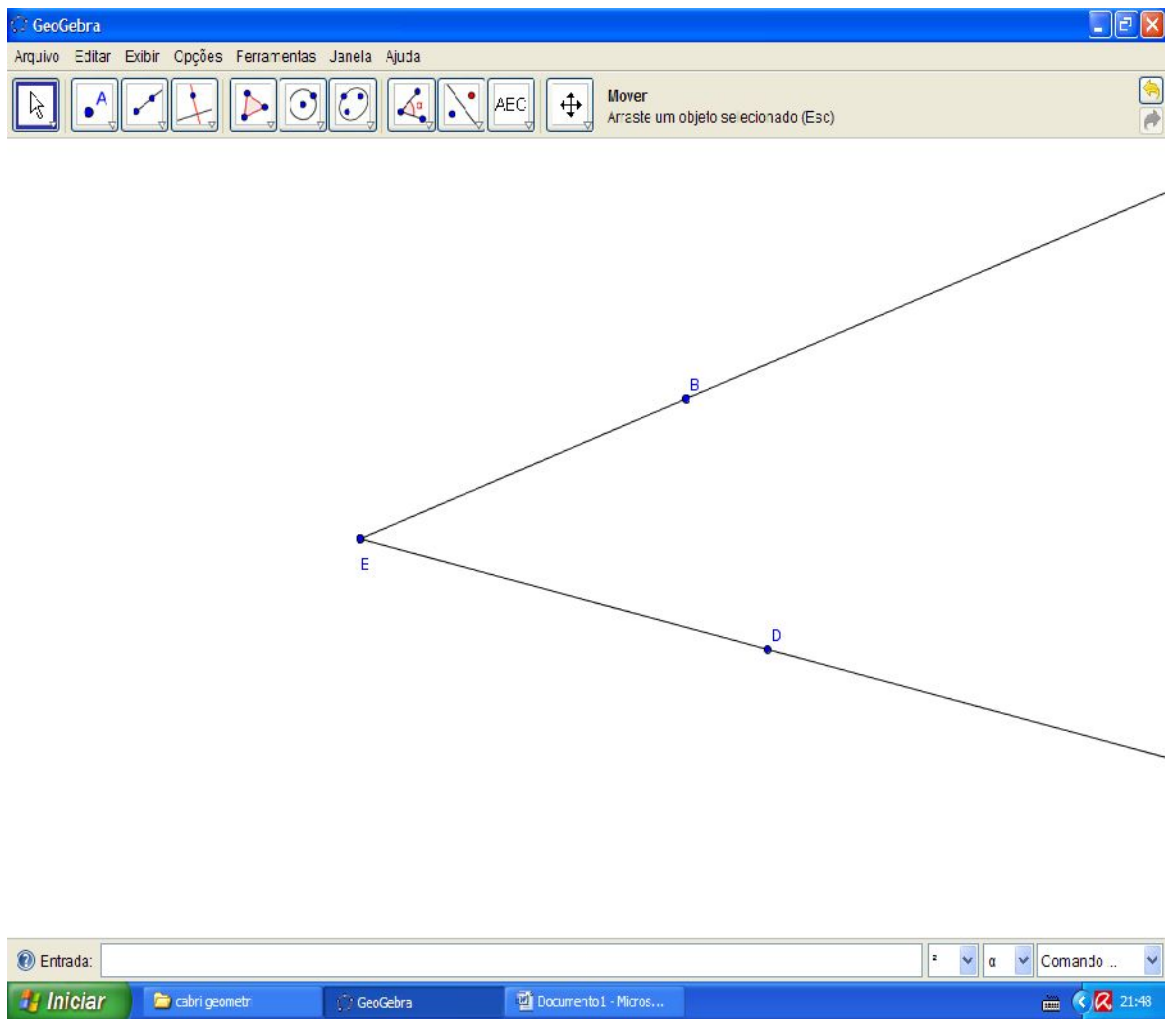 GeoGebra
Arquivo Editar Exibir Opções Ferramentas Janela Ajuda
A
α
AEC
Mover
Arraste um objeto selecionado (Esc)
B
E
D
Entrada:
² α Comando ...
Iniciar cabri geometr GeoGebra Documento1 - Micros... 21:48